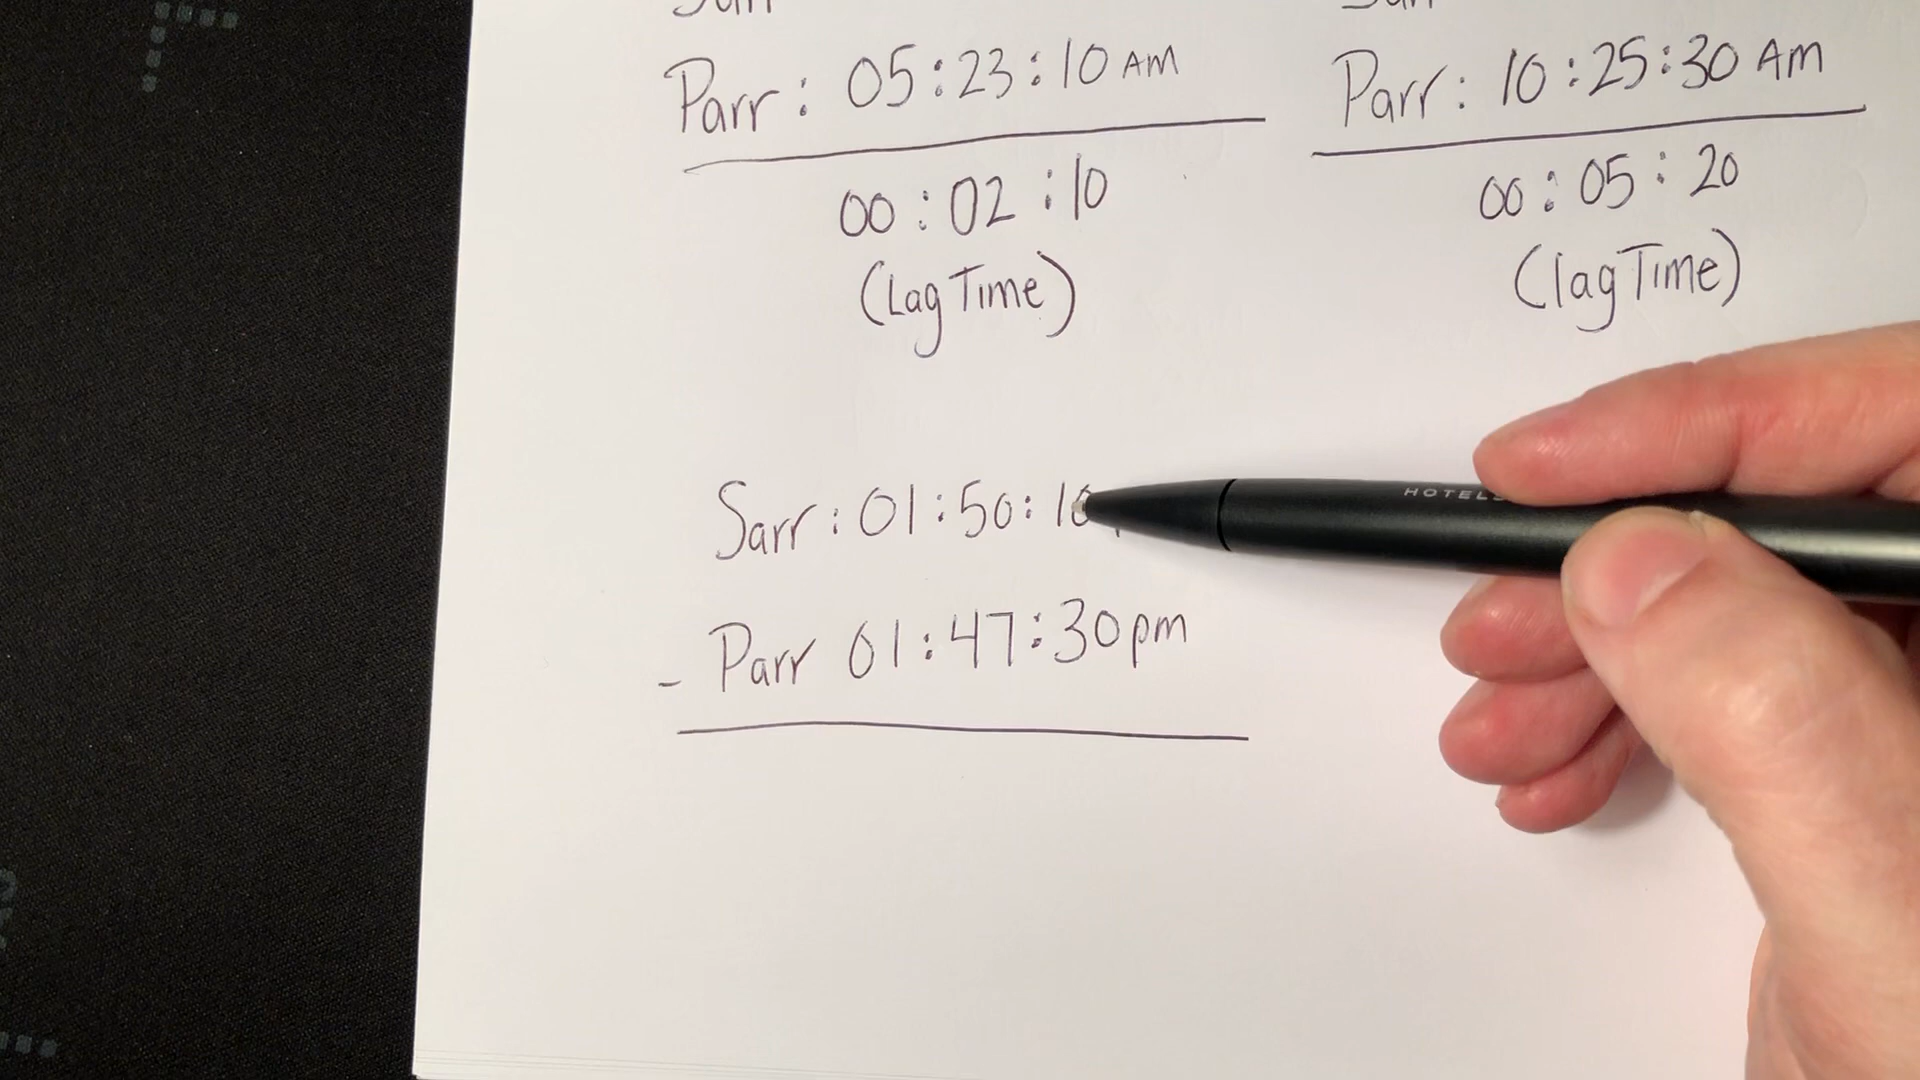 Parr: 05:23:10 AM
00:02:10
(Lag Time)
Parr: 10:25:30 AM
00:05:20
(lag Time)
Sarr: 01:50:10
- Parr 01:47:30pm
HOTELS